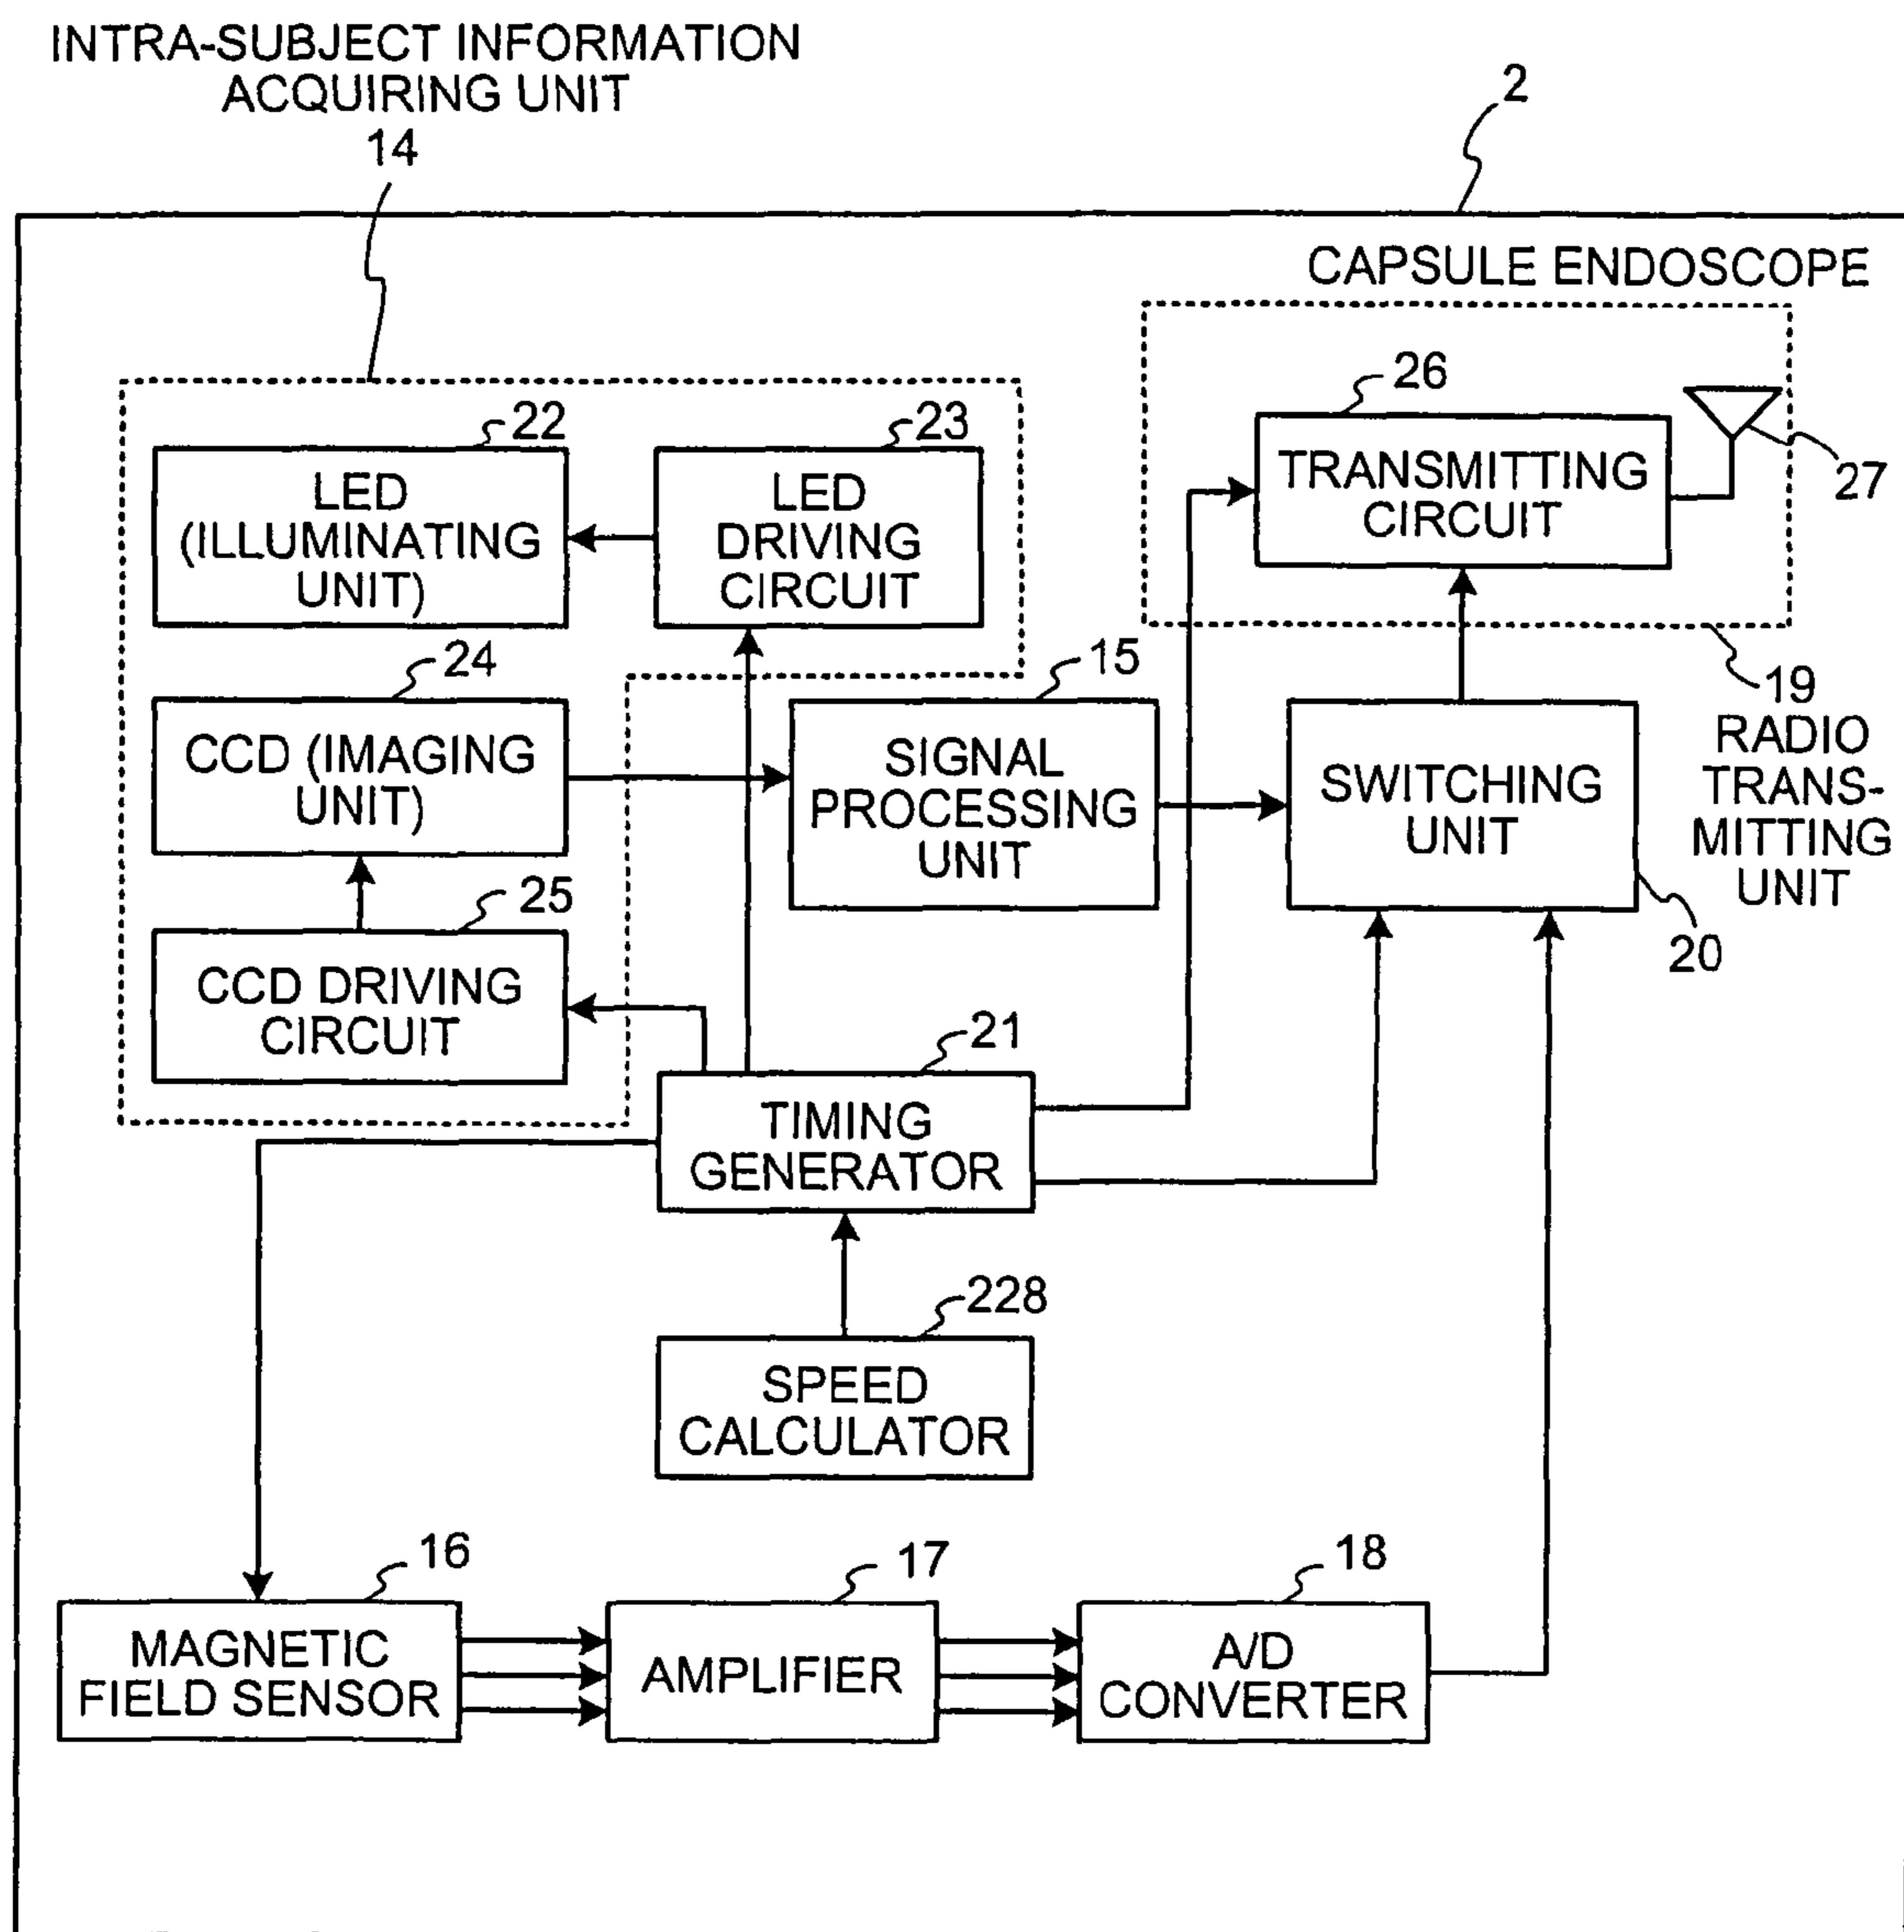 INTRA-SUBJECT INFORMATION
ACQUIRING UNIT
14
2
CAPSULE ENDOSCOPE
22
LED
(ILLUMINATING
UNIT)
23
LED
DRIVING
CIRCUIT
26
TRANSMITTING
CIRCUIT
27
24
CCD (IMAGING
UNIT)
15
SIGNAL
PROCESSING
UNIT
SWITCHING
UNIT
20
19
RADIO
TRANS-
MITTING
UNIT
25
CCD DRIVING
CIRCUIT
21
TIMING
GENERATOR
228
SPEED
CALCULATOR
16
MAGNETIC
FIELD SENSOR
17
AMPLIFIER
18
A/D
CONVERTER